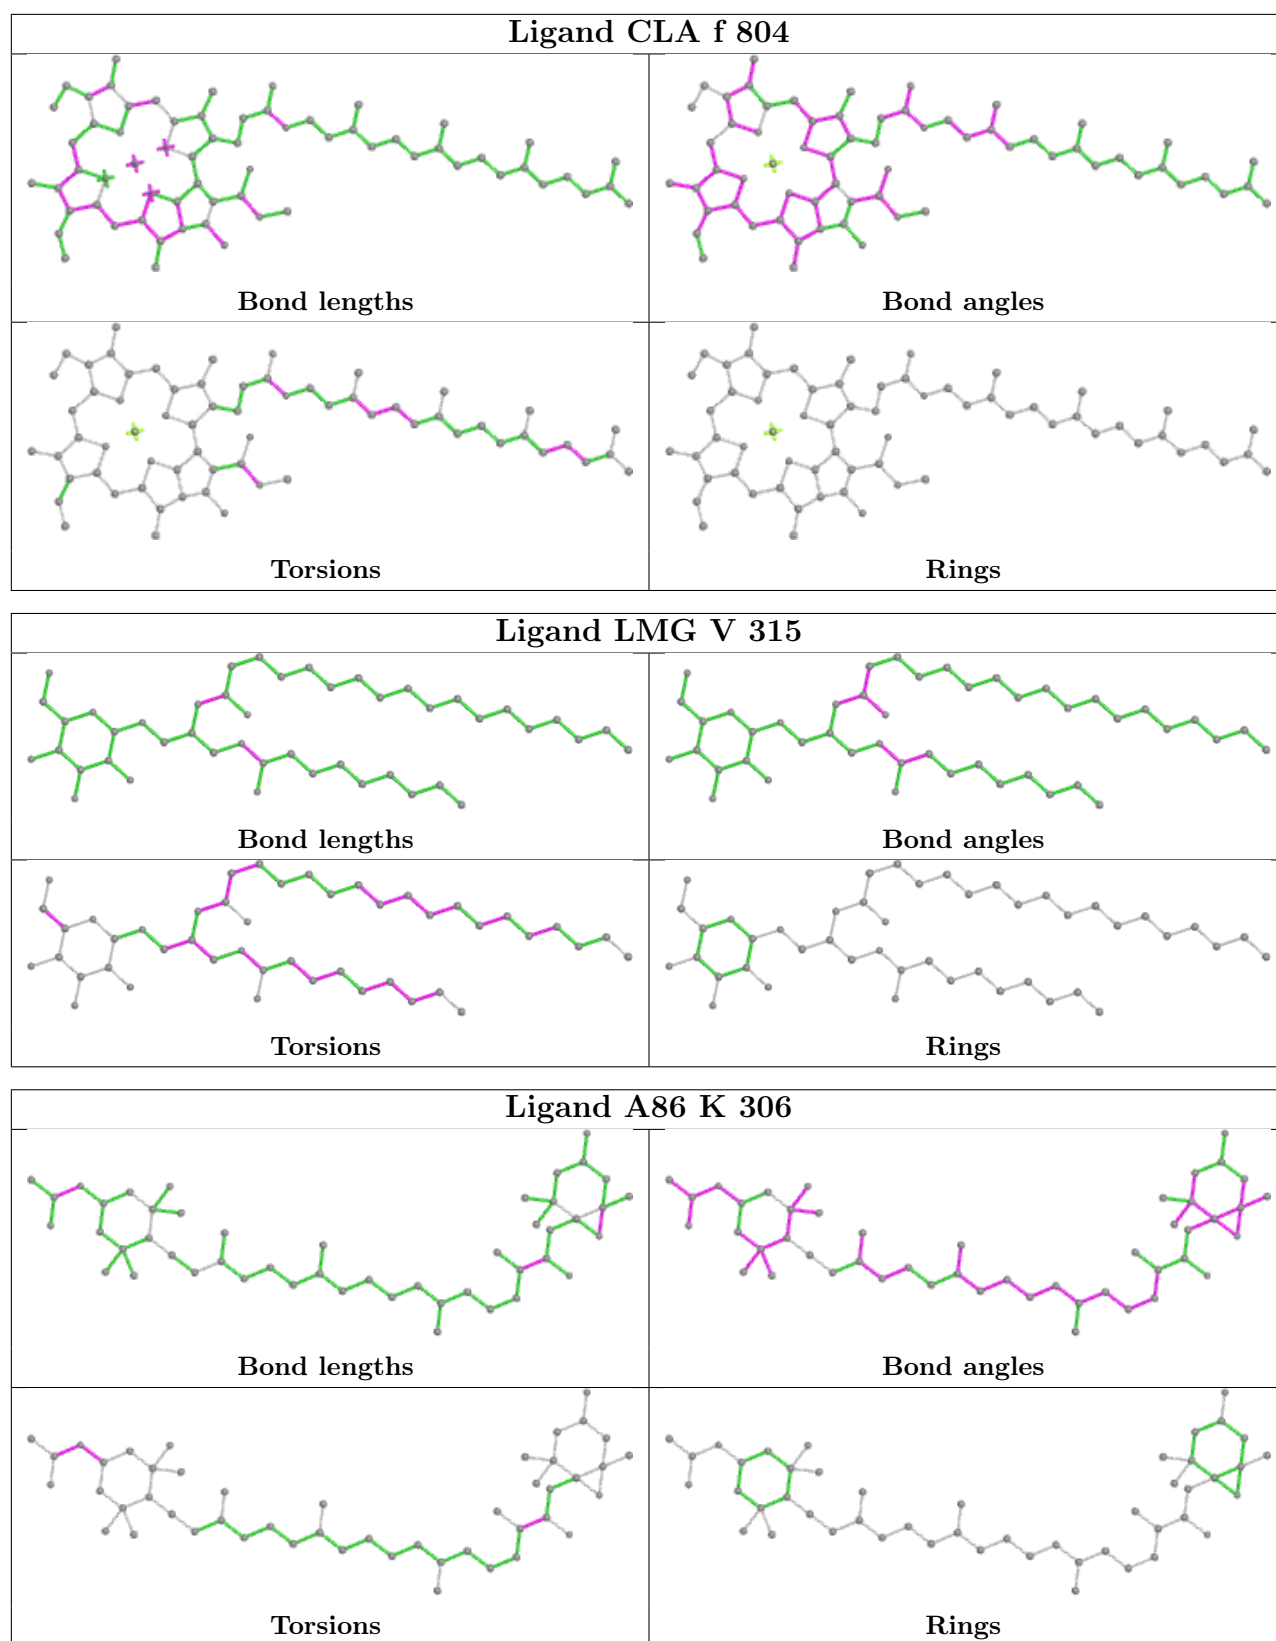 Ligand CLA f 804
Bond lengths
Bond angles
Torsions
Rings
Ligand LMG V 315
Bond lengths
Bond angles
Torsions
Rings
Ligand A86 K 306
Bond lengths
Bond angles
Torsions
Rings